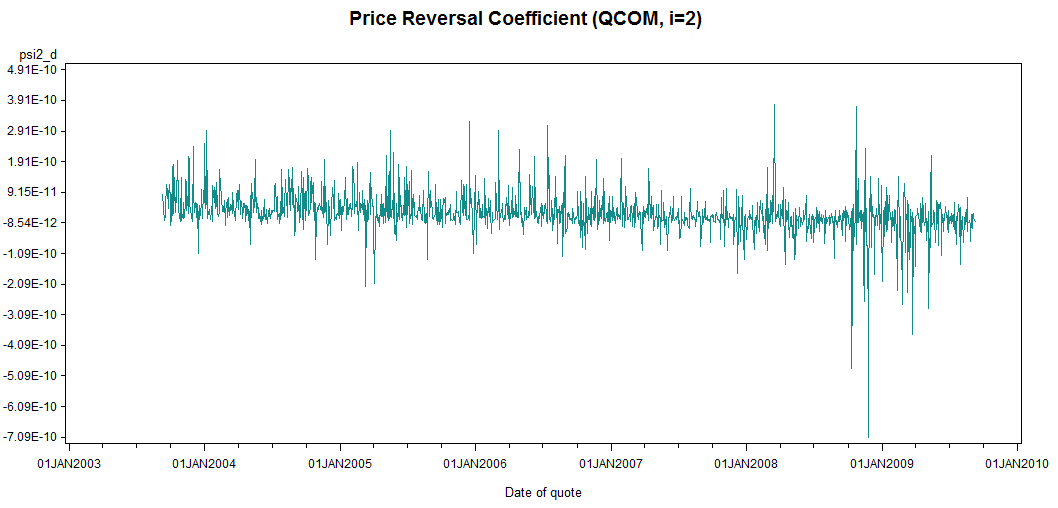 Price Reversal Coefficient (QCOM, i=2)
psi2_d
4.91E-10
3.91E-10
2.91E-10
1.91E-10
9.15E-11
-8.54E-12
-1.09E-10
-2.09E-10
-3.09E-10
-4.09E-10
-5.09E-10
-6.09E-10
-7.09E-10
01JAN2003 01JAN2004 01JAN2005 01JAN2006 01JAN2007 01JAN2008 01JAN2009 01JAN2010
Date of quote